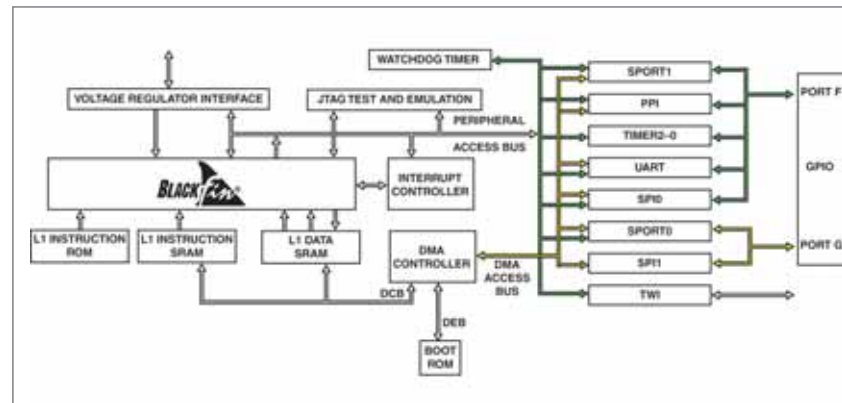 WATCHDOG TIMER
VOLTAGE REGULATOR INTERFACE
JTAG TEST AND EMULATION
PERIPHERAL
ACCESS BUS
BLACKfin
INTERRUPT
CONTROLLER
L1 INSTRUCTION
ROM
L1 INSTRUCTION
SRAM
L1 DATA
SRAM
DMA
CONTROLLER
DMA
ACCESS
BUS
DCB
DEB
BOOT
ROM
SPORT1
PPI
TIMER2–0
UART
SPI0
SPORT0
SPI1
TWI
PORT F
GPIO
PORT G